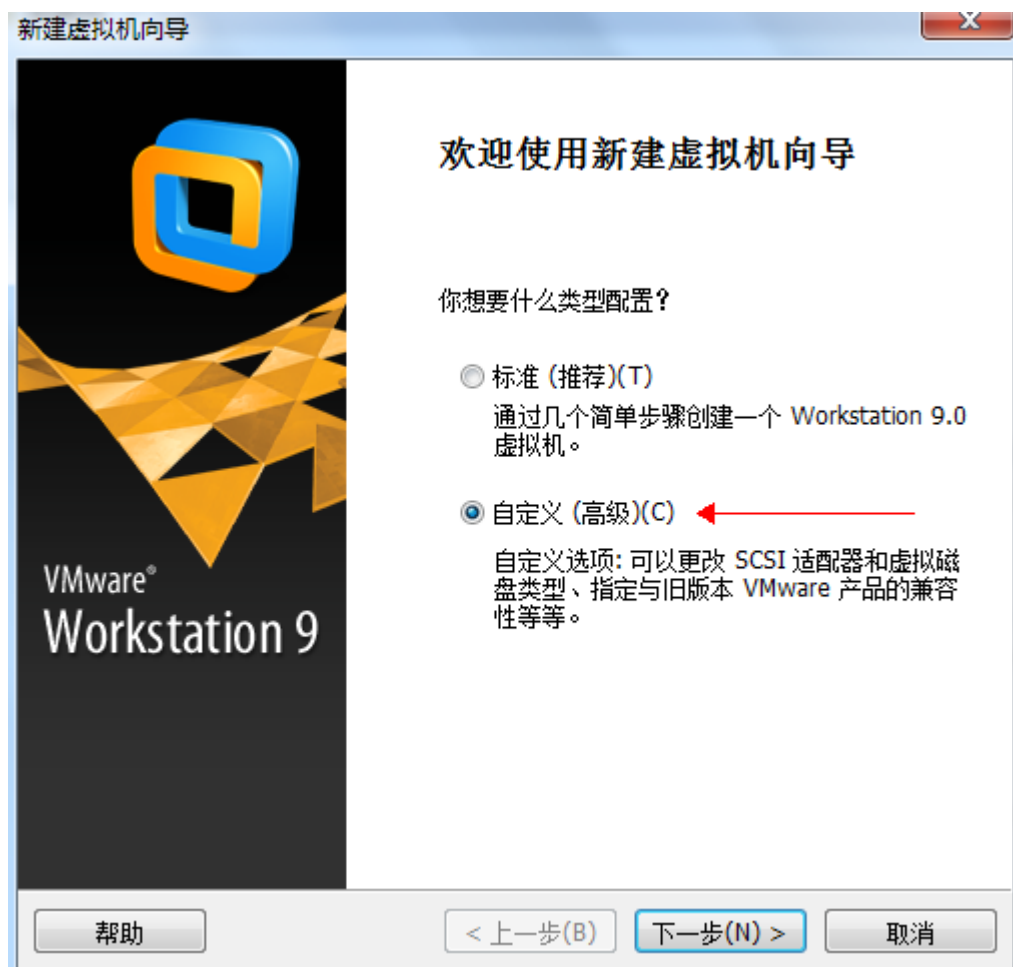 新建虚拟机向导
欢迎使用新建虚拟机向导
你想要什么类型配置?
标准 (推荐)(T)
通过几个简单步骤创建一个 Workstation 9.0
虚拟机。
自定义 (高级)(C)
自定义选项: 可以更改 SCSI 适配器和虚拟磁
盘类型、指定与旧版本 VMware 产品的兼容
性等等。
VMware®
Workstation 9
帮助
< 上一步(B)
下一步(N) >
取消